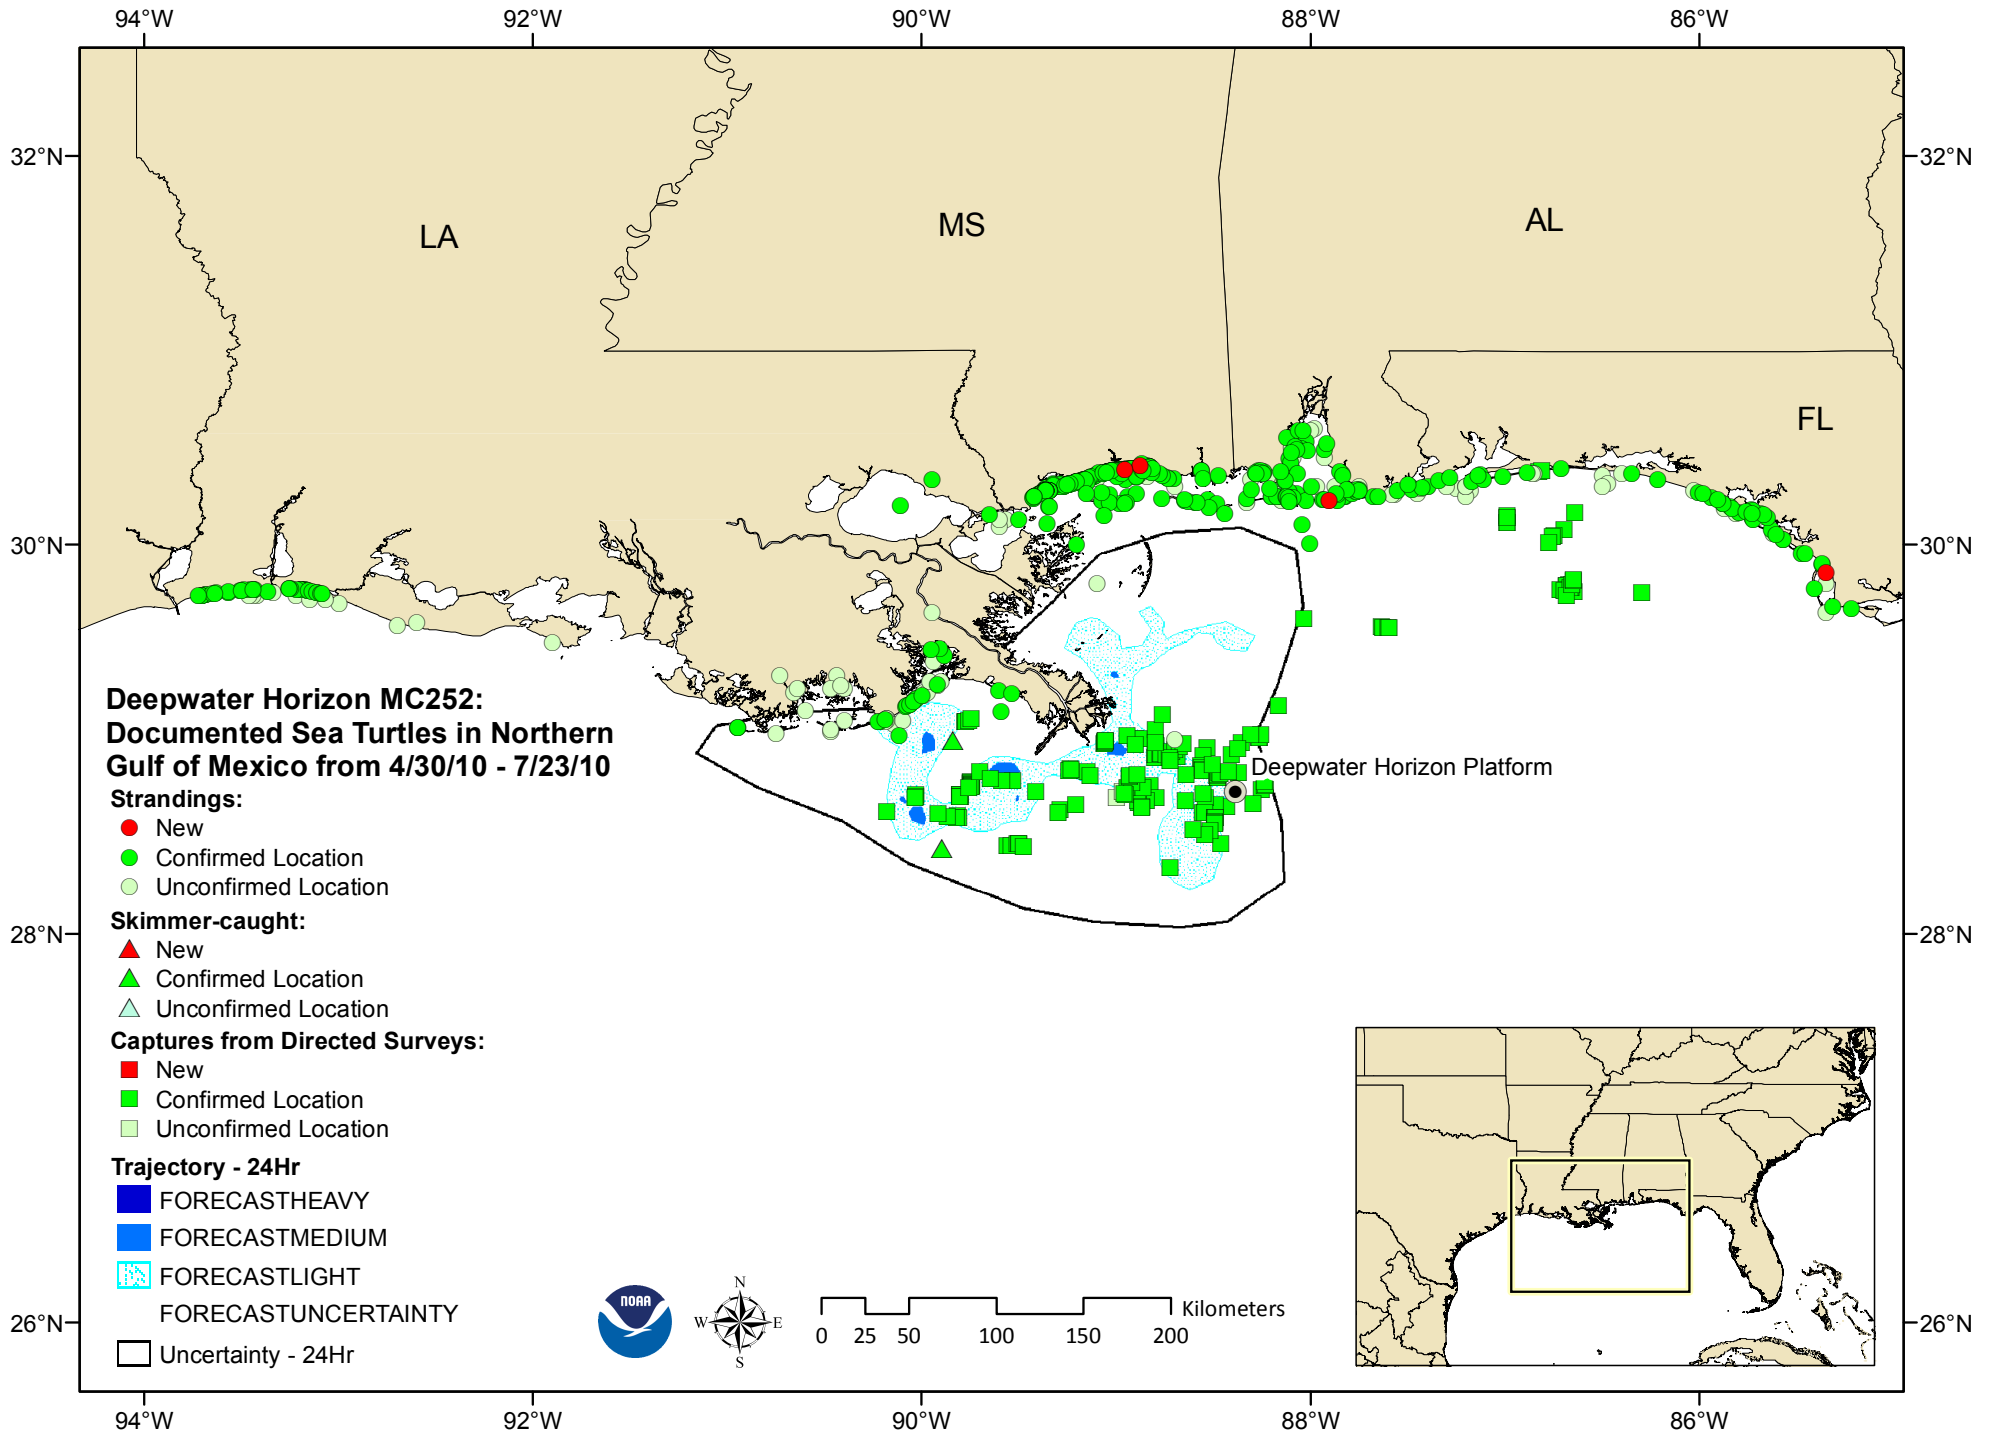 94°W 92°W 90°W 88°W 86°W
32°N 32°N
LA MS AL
FL
30°N 30°N
Deepwater Horizon MC252:
Documented Sea Turtles in Northern
Gulf of Mexico from 4/30/10 - 7/23/10
Deepwater Horizon Platform
Strandings:
New
Confirmed Location
Unconfirmed Location
Skimmer-caught:
28°N 28°N
New
Confirmed Location
Unconfirmed Location
Captures from Directed Surveys:
New
Confirmed Location
Unconfirmed Location
Trajectory - 24Hr
FORECASTHEAVY
FORECASTMEDIUM
FORECASTLIGHT
FORECASTUNCERTAINTY
Uncertainty - 24Hr
NOAA
N
W E
S
Kilometers
0 25 50 100 150 200
26°N 26°N
94°W 92°W 90°W 88°W 86°W